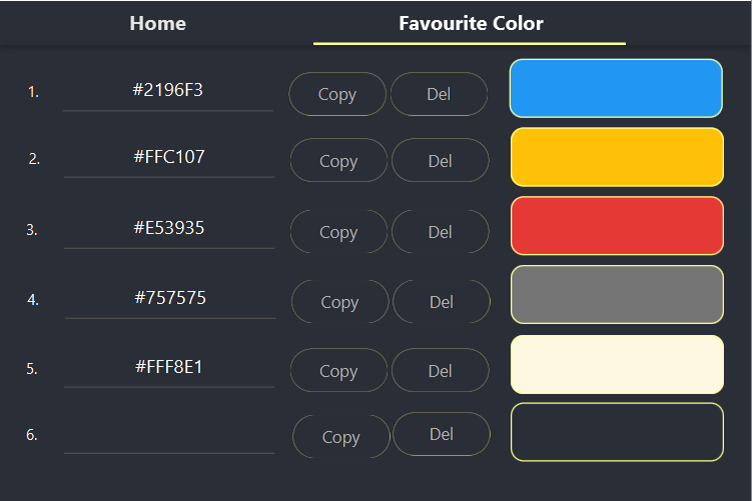 Home Favourite Color
1. #2196F3 Copy Del
2. #FFC107 Copy Del
3. #E53935 Copy Del
4. #757575 Copy Del
5. #FFF8E1 Copy Del
6. Copy Del